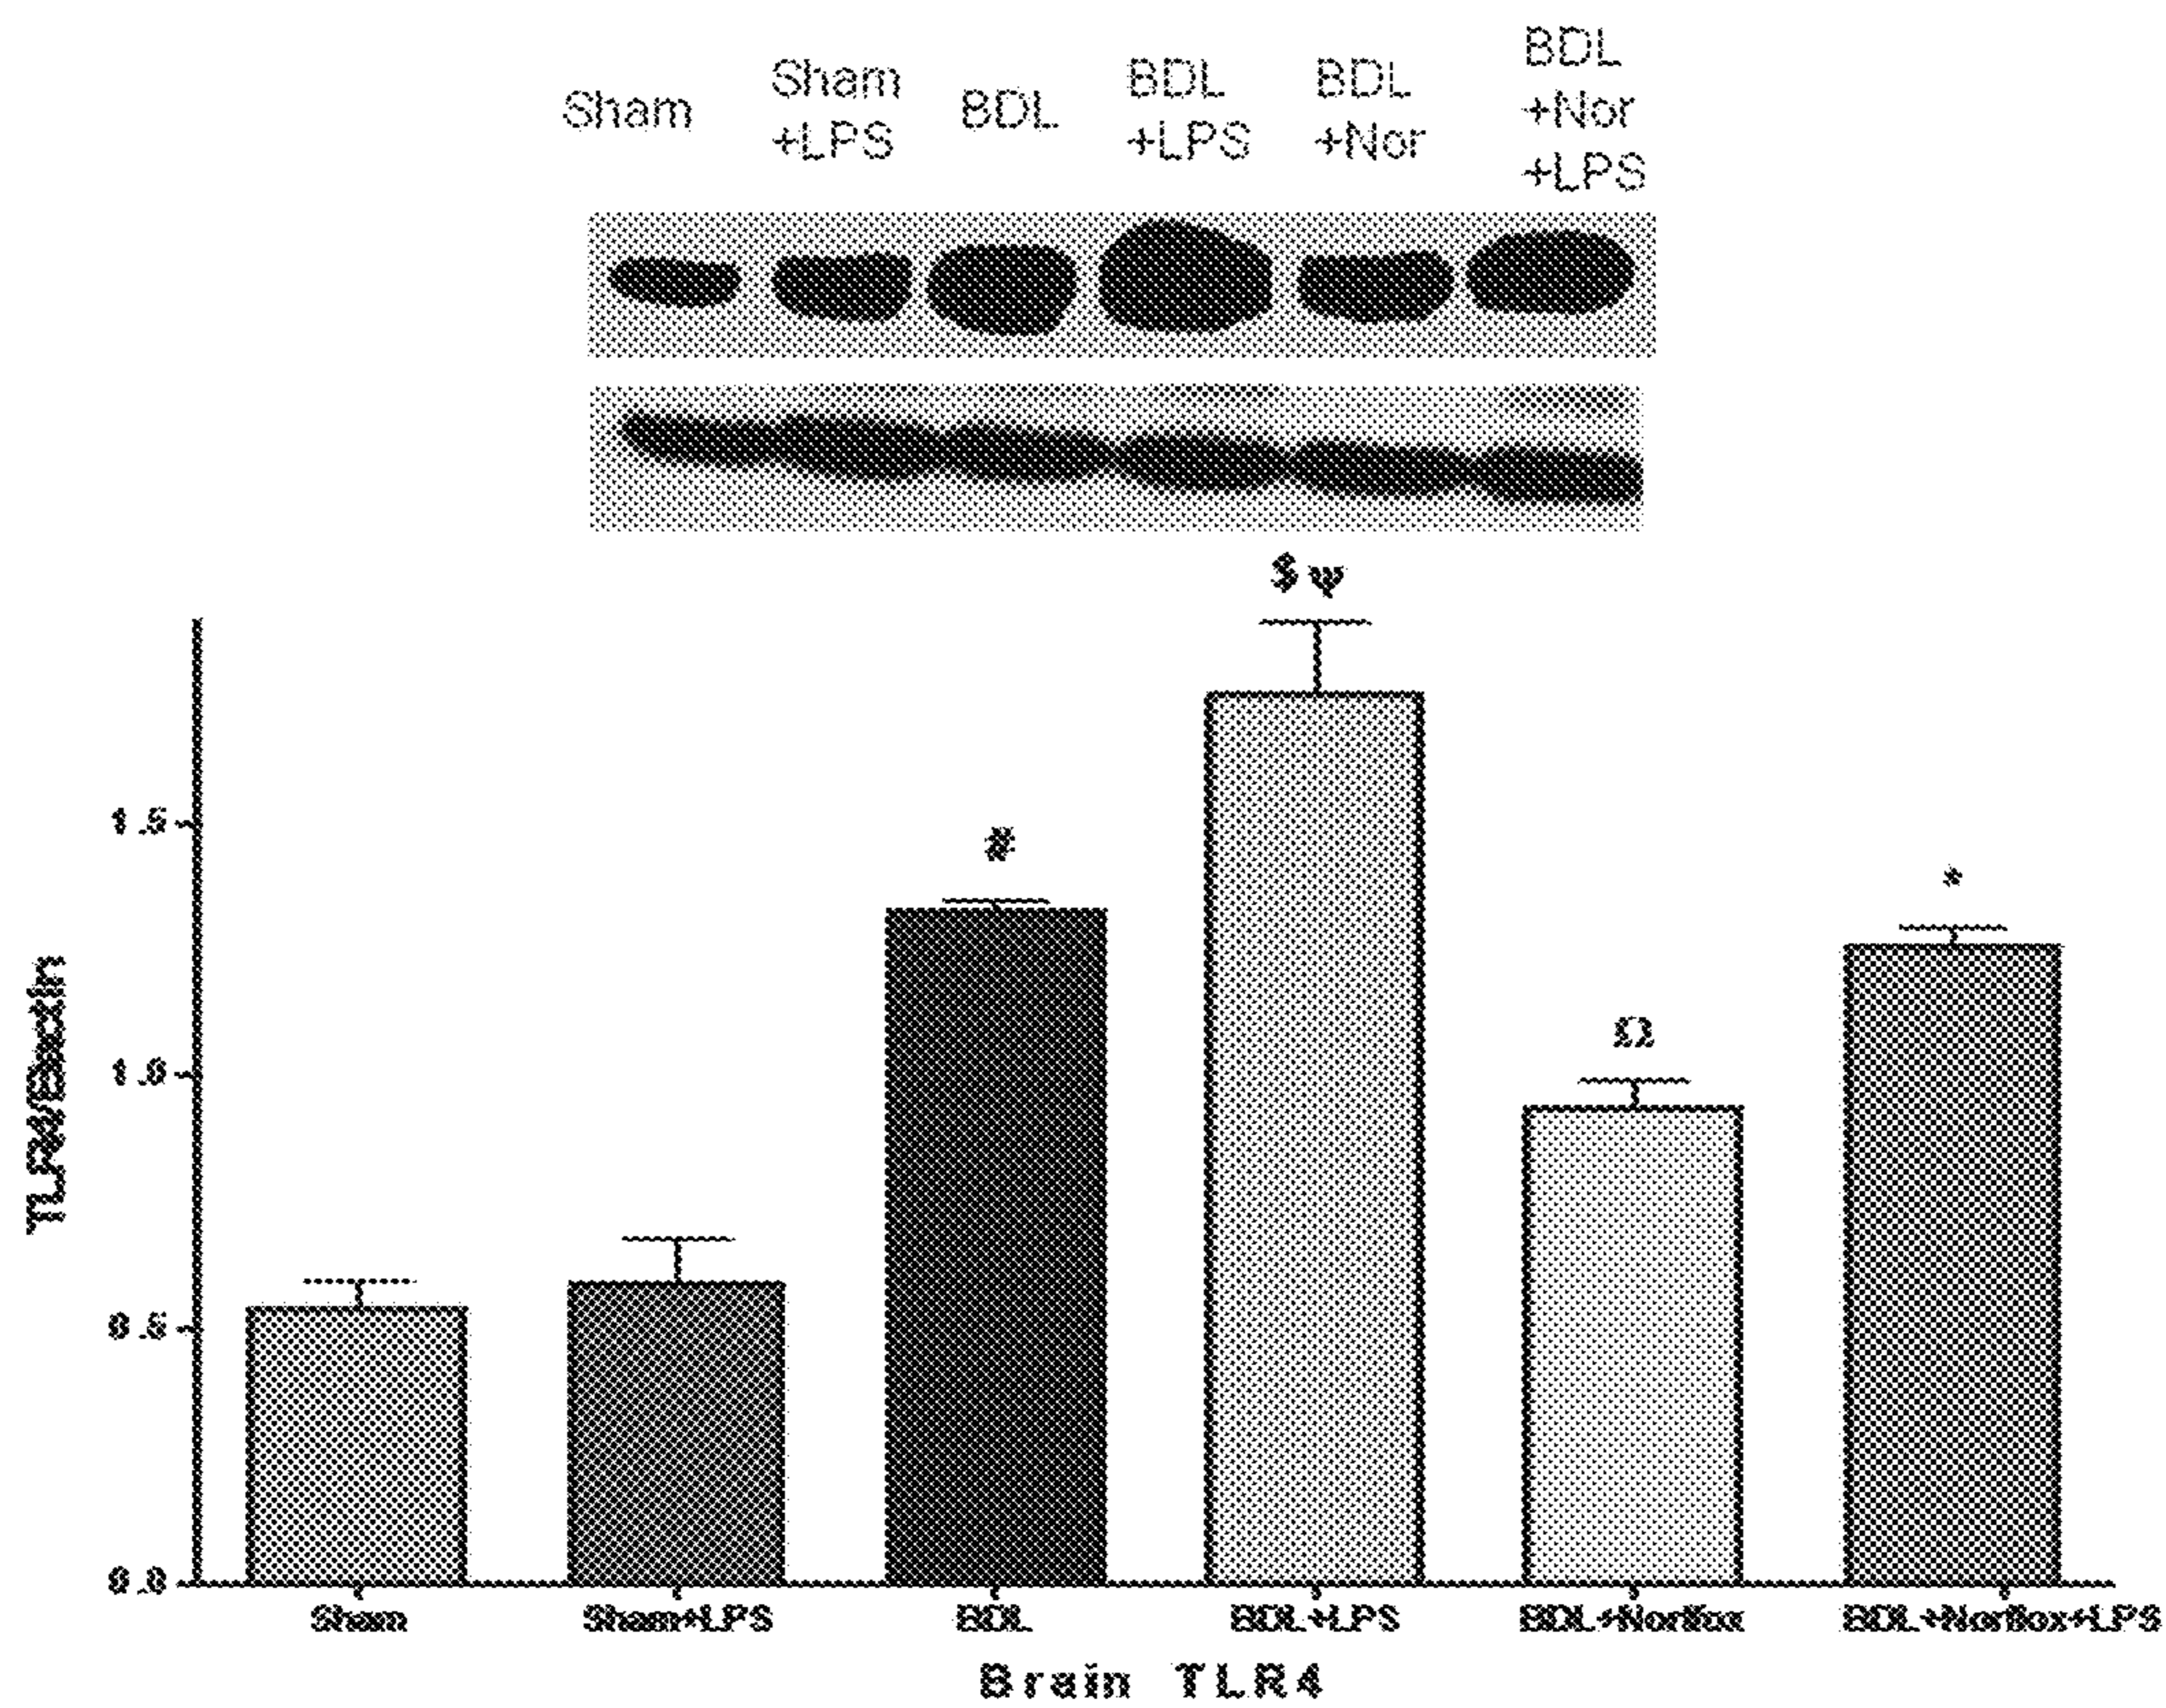 Sham
Sham
+LPS
BDL
BDL
+LPS
BDL
+Nor
BDL
+Nor
+LPS
$ ψ
#
*
Ω
1.5
1.0
0.5
0.0
TLR4/Bactin
Sham
Sham+LPS
BDL
BDL+LPS
BDL+Norflox
BDL+Norflox+LPS
Brain TLR4